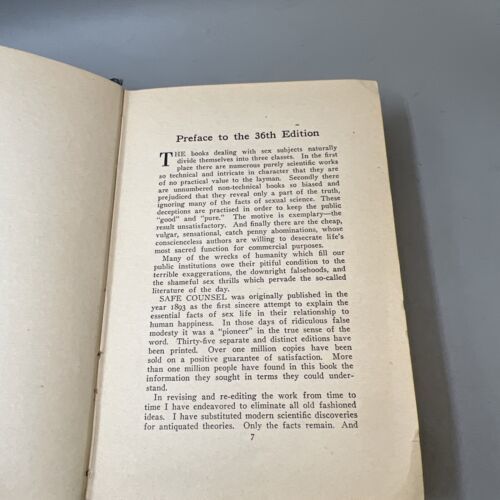 Preface to the 36th Edition
THE books dealing with sex subjects naturally
divide themselves into three classes. In the first
place there are numerous purely scientific works
so technical and intricate in character that they are
of no practical value to the layman. Secondly there
are unnumbered non-technical books so biased and
prejudiced that they reveal only a part of the truth,
ignoring many of the facts of sexual science. These
deceptions are practised in order to keep the public
"good" and "pure." The motive is exemplary—the
result unsatisfactory. And finally there are the cheap,
vulgar, sensational, catch penny abominations, whose
conscienceless authors are willing to desecrate life's
most sacred function for commercial purposes.
Many of the wrecks of humanity which fill our
public institutions owe their pitiful condition to the
terrible exaggerations, the downright falsehoods, and
the shameful sex thrills which pervade the so-called
literature of the day.
SAFE COUNSEL was originally published in the
year 1893 as the first sincere attempt to explain the
essential facts of sex life in their relationship to
human happiness. In those days of ridiculous false
modesty it was a "pioneer" in the true sense of the
word. Thirty-five separate and distinct editions have
been printed. Over one million copies have been
sold on a positive guarantee of satisfaction. More
than one million people have found in this book the
information they sought in terms they could under-
stand.
In revising and re-editing the work from time to
time I have endeavored to eliminate all old fashioned
ideas. I have substituted modern scientific discoveries
for antiquated theories. Only the facts remain. And
7